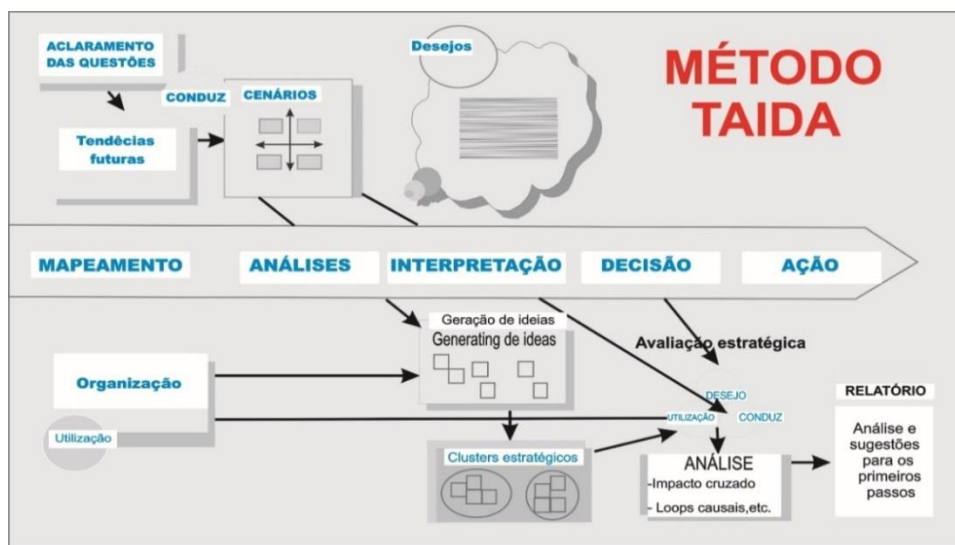 ACLARAMENTO
DAS QUESTÕES
CONDUZ
CENÁRIOS
Tendêcias
futuras
Desejos
MÉTODO
TAIDA
MAPEAMENTO
ANÁLISES
INTERPRETAÇÃO
DECISÃO
AÇÃO
Geração de ideias
Generating de ideas
Avaliação estratégica
Organização
Utilização
DESEJO
UTILIZAÇÃO
CONDUZ
RELATÓRIO
Análise e
sugestões
para os
primeiros
passos
Clusters estratégicos
ANÁLISE
-Impacto cruzado
- Loops causais,etc.